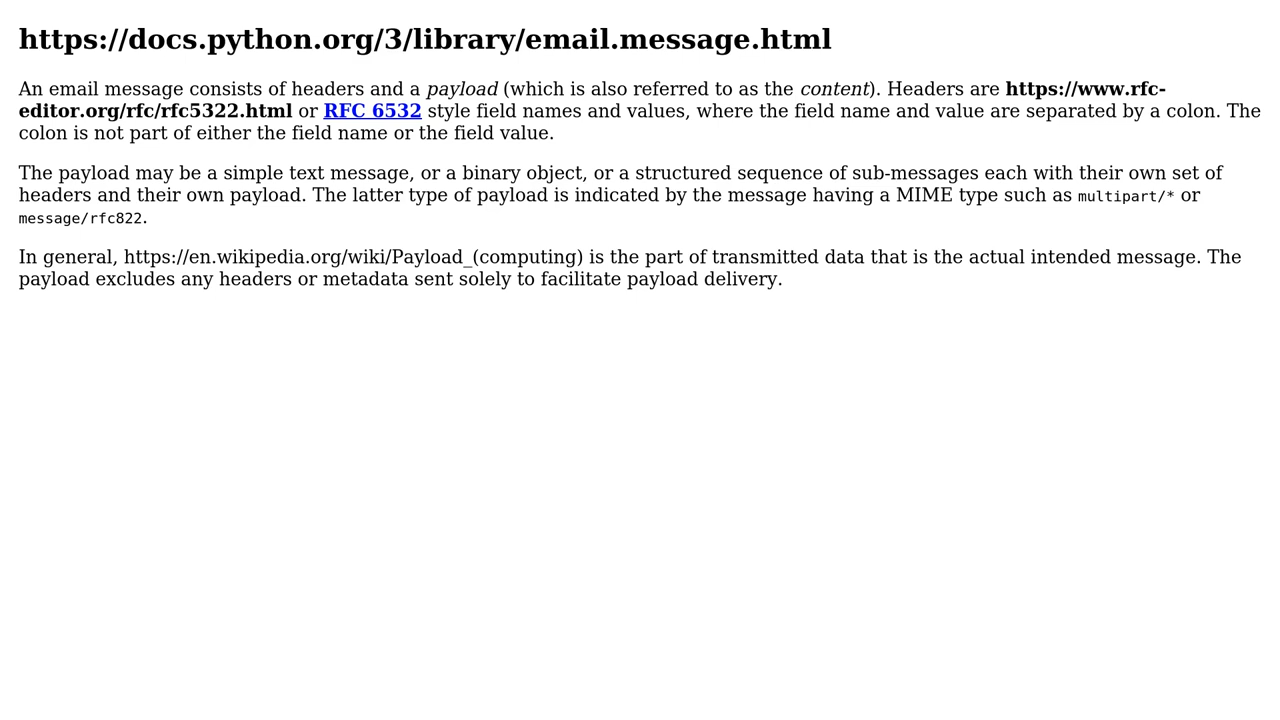 https://docs.python.org/3/library/email.message.html
An email message consists of headers and a payload (which is also referred to as the content). Headers are https://www.rfc-
editor.org/rfc/rfc5322.html or RFC 6532 style field names and values, where the field name and value are separated by a colon. The
colon is not part of either the field name or the field value.
The payload may be a simple text message, or a binary object, or a structured sequence of sub-messages each with their own set of
headers and their own payload. The latter type of payload is indicated by the message having a MIME type such as multipart/* or
message/rfc822.
In general, https://en.wikipedia.org/wiki/Payload_(computing) is the part of transmitted data that is the actual intended message. The
payload excludes any headers or metadata sent solely to facilitate payload delivery.